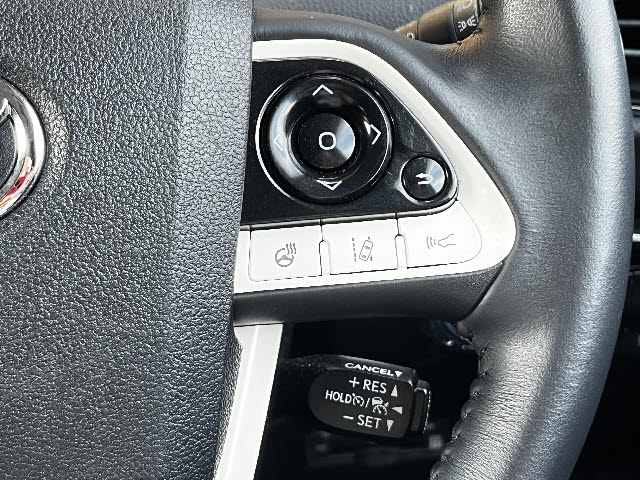 CANCEL▼
+ RES ▲
HOLD / ◀
− SET ▼